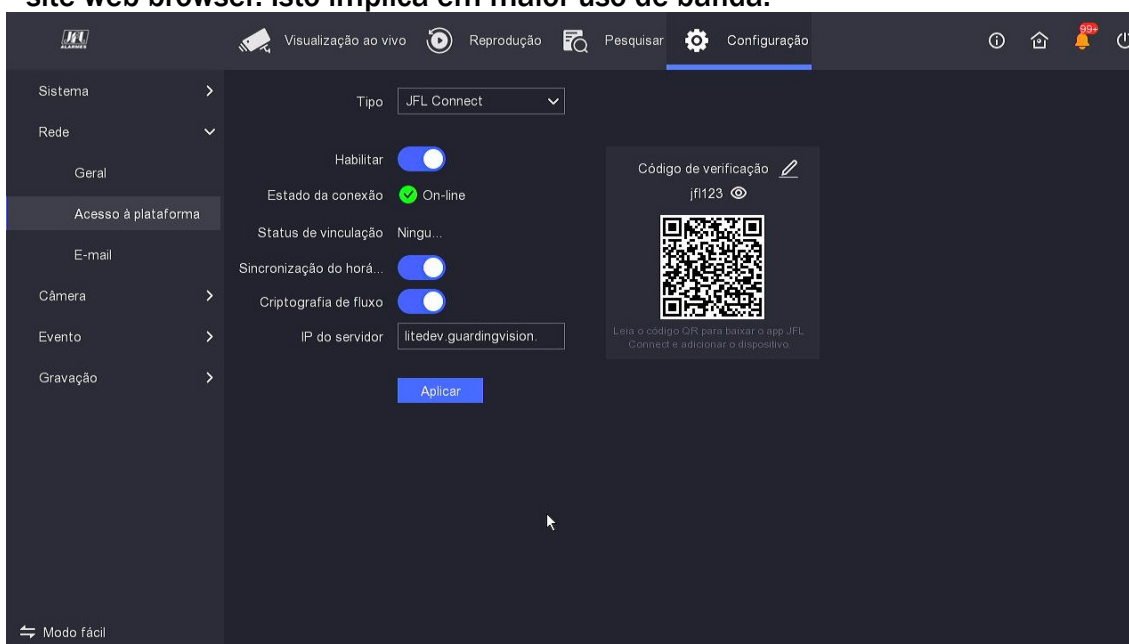 site web browser. Isto implica em maior uso de banda.
JFL
ALARMES
Visualização ao vivo
Reprodução
Pesquisar
Configuração
99+
Sistema
Rede
Geral
Acesso à plataforma
E-mail
Câmera
Evento
Gravação
Modo fácil
Tipo
JFL Connect
Habilitar
Estado da conexão
On-line
Status de vinculação
Ningu...
Sincronização do horá...
Criptografia de fluxo
IP do servidor
litedev.guardingvision.
Aplicar
Código de verificação
jfl123
Leia o código QR para baixar o app JFL
Connect e adicionar o dispositivo.